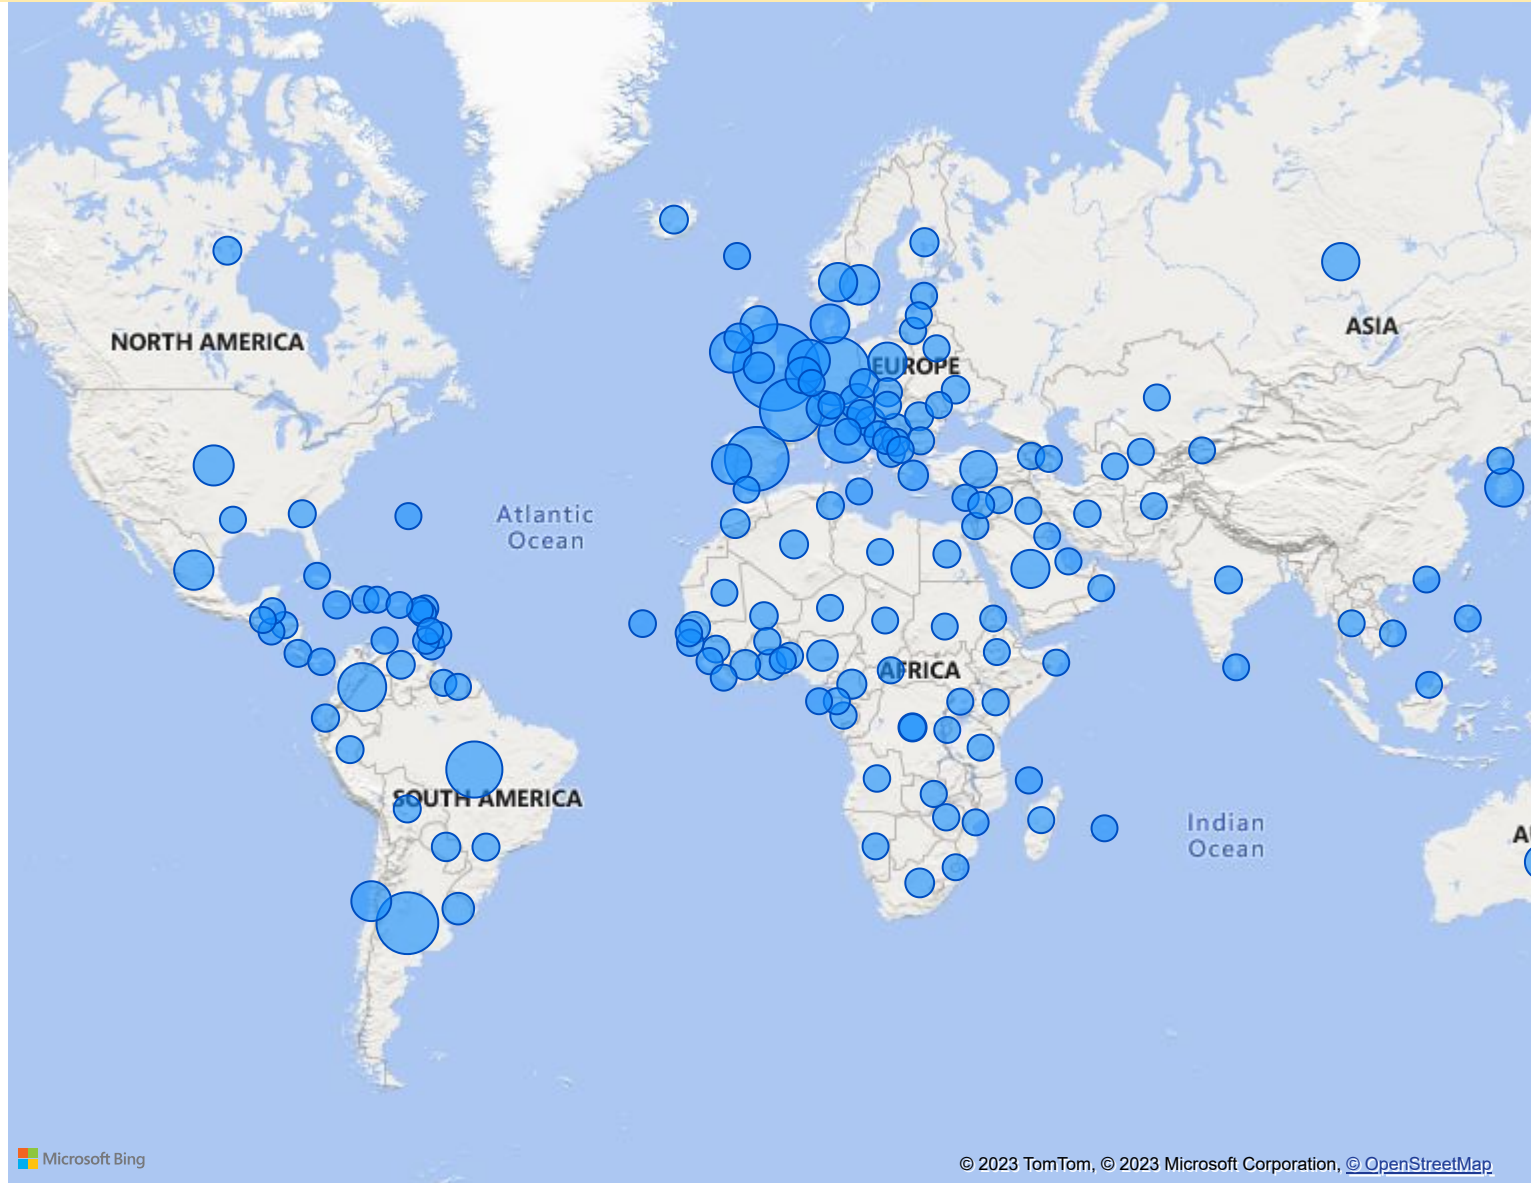 NORTH AMERICA
ASIA
EUROPE
Atlantic
Ocean
AFRICA
SOUTH AMERICA
Indian
Ocean
Microsoft Bing
© 2023 TomTom, © 2023 Microsoft Corporation, © OpenStreetMap